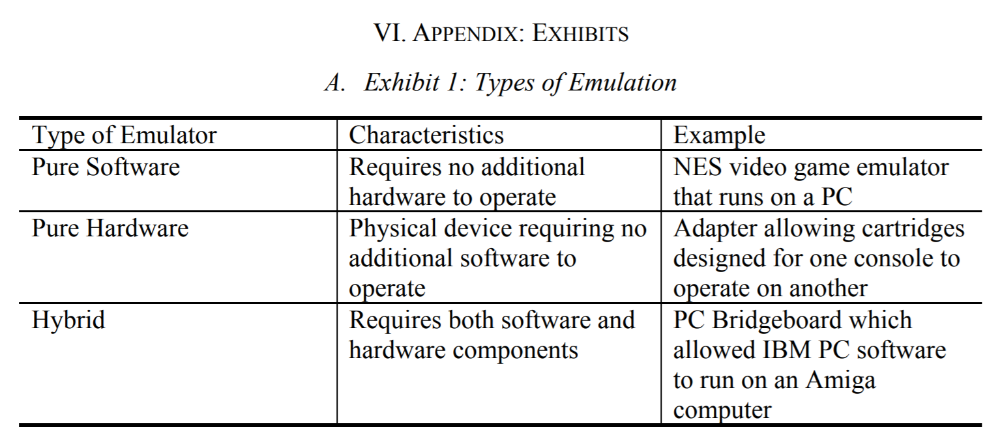 VI. APPENDIX: EXHIBITS
A. Exhibit 1: Types of Emulation
Type of Emulator
Characteristics
Example
Pure Software
Requires no additional
hardware to operate
NES video game emulator
that runs on a PC
Pure Hardware
Physical device requiring no
additional software to
operate
Adapter allowing cartridges
designed for one console to
operate on another
Hybrid
Requires both software and
hardware components
PC Bridgeboard which
allowed IBM PC software
to run on an Amiga
computer